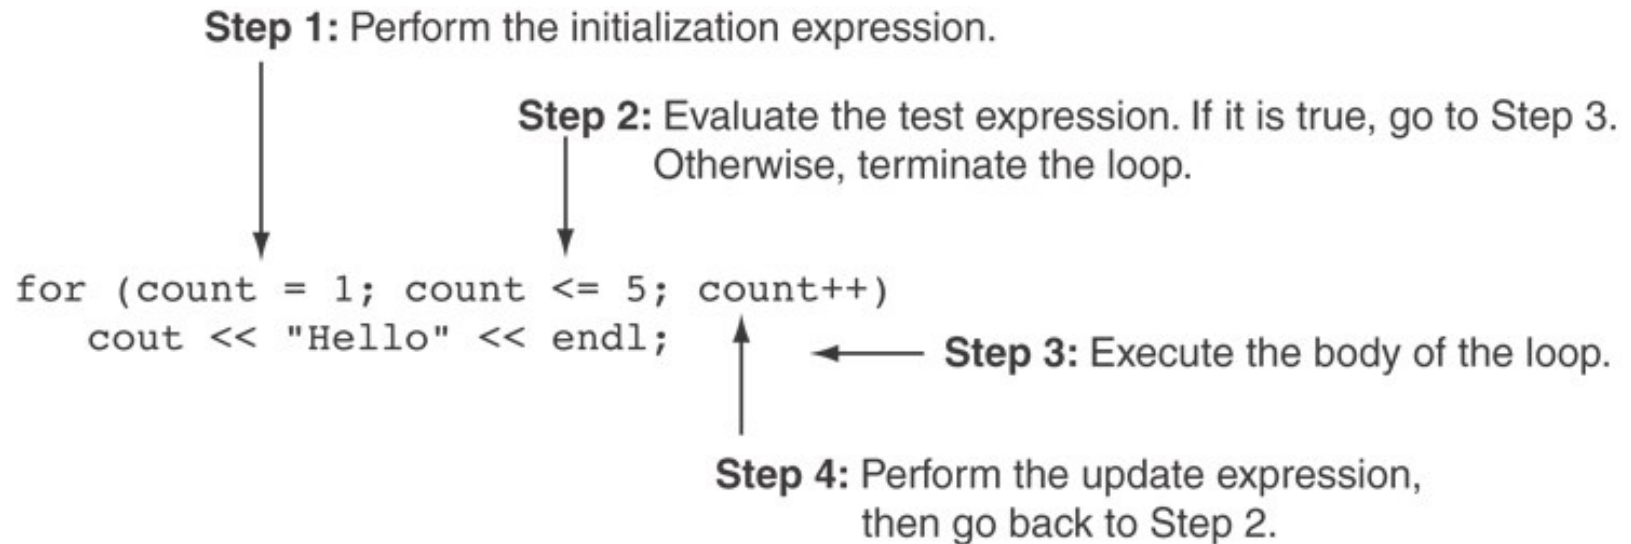 Step 1: Perform the initialization expression.
Step 2: Evaluate the test expression. If it is true, go to Step 3.
Otherwise, terminate the loop.
for (count = 1; count <= 5; count++)
cout << "Hello" << endl;
Step 3: Execute the body of the loop.
Step 4: Perform the update expression,
then go back to Step 2.